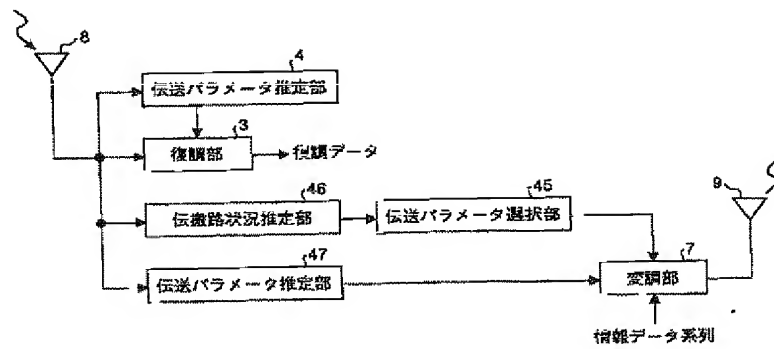 8
4
伝送パラメータ推定部
3
復調部
復調データ
46
伝搬路状況推定部
45
伝送パラメータ選択部
9
47
伝送パラメータ推定部
7
変調部
情報データ系列